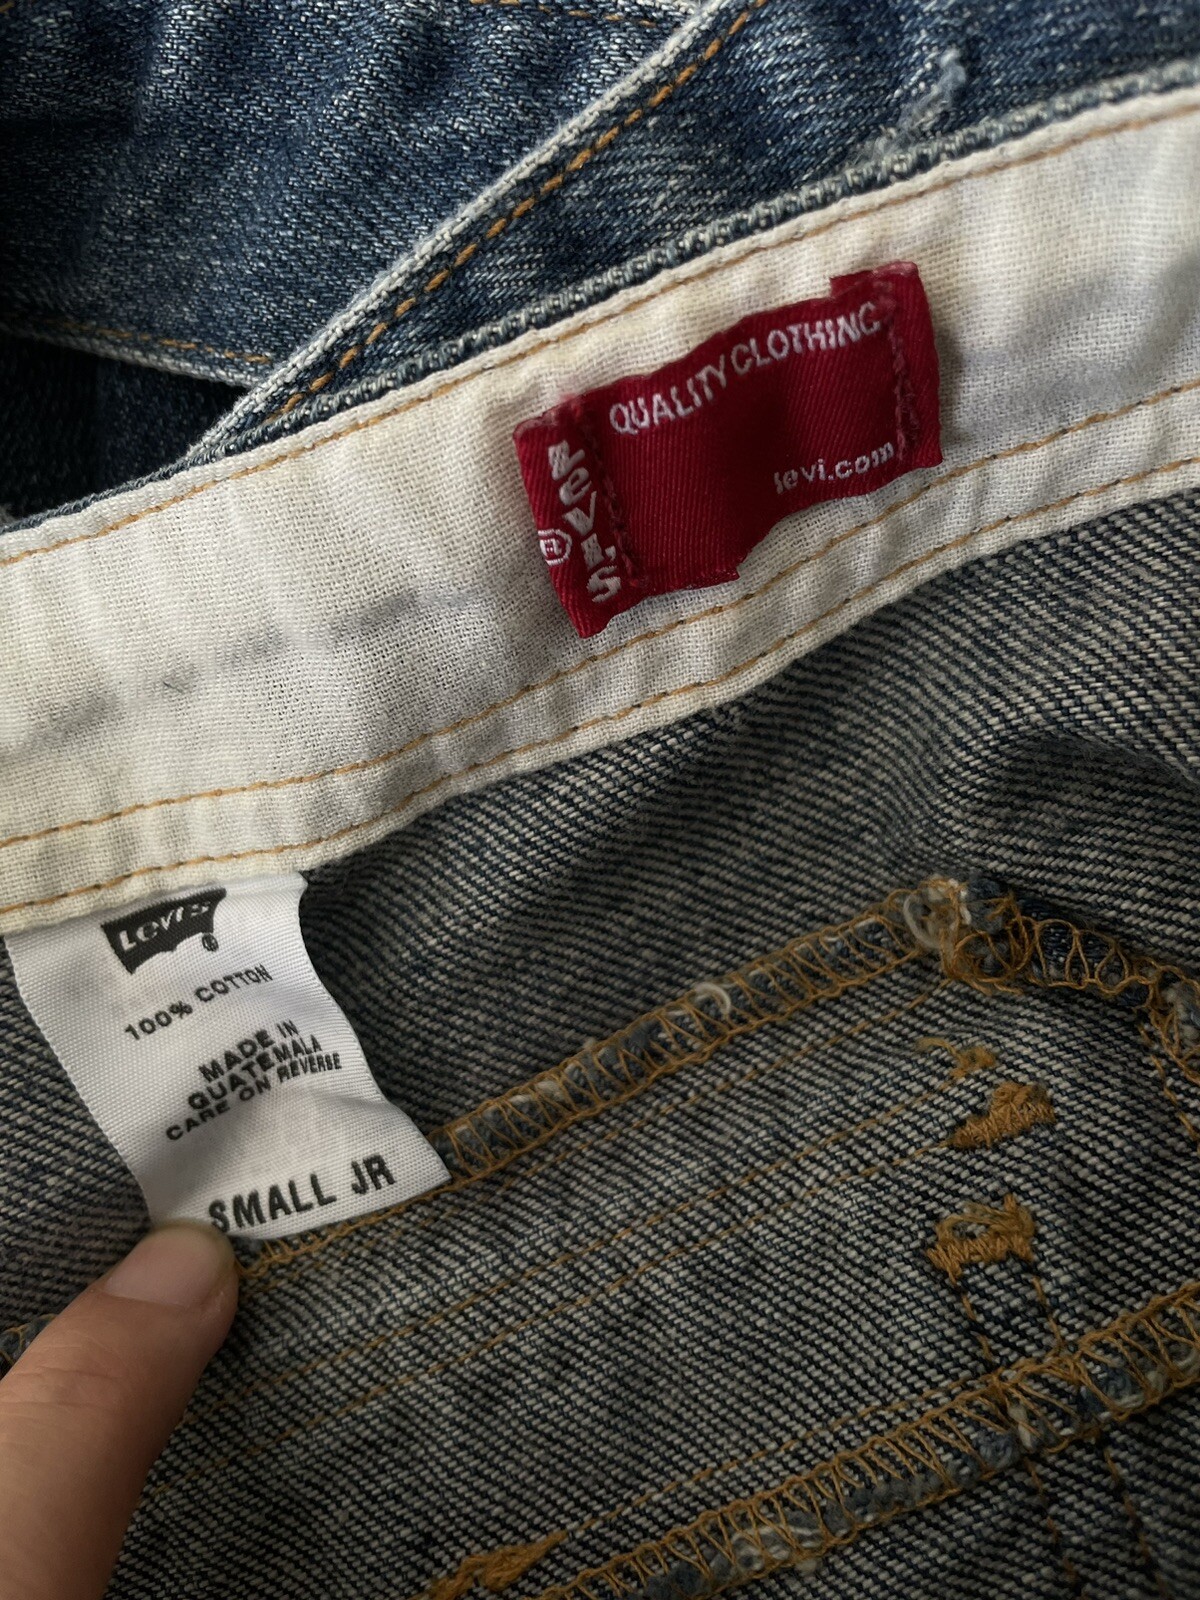 QUALITY CLOTHING
levi.com
Levi's ®
Levi's ®
100% COTTON
MADE IN
GUATEMALA
CARE ON REVERSE
SMALL JR